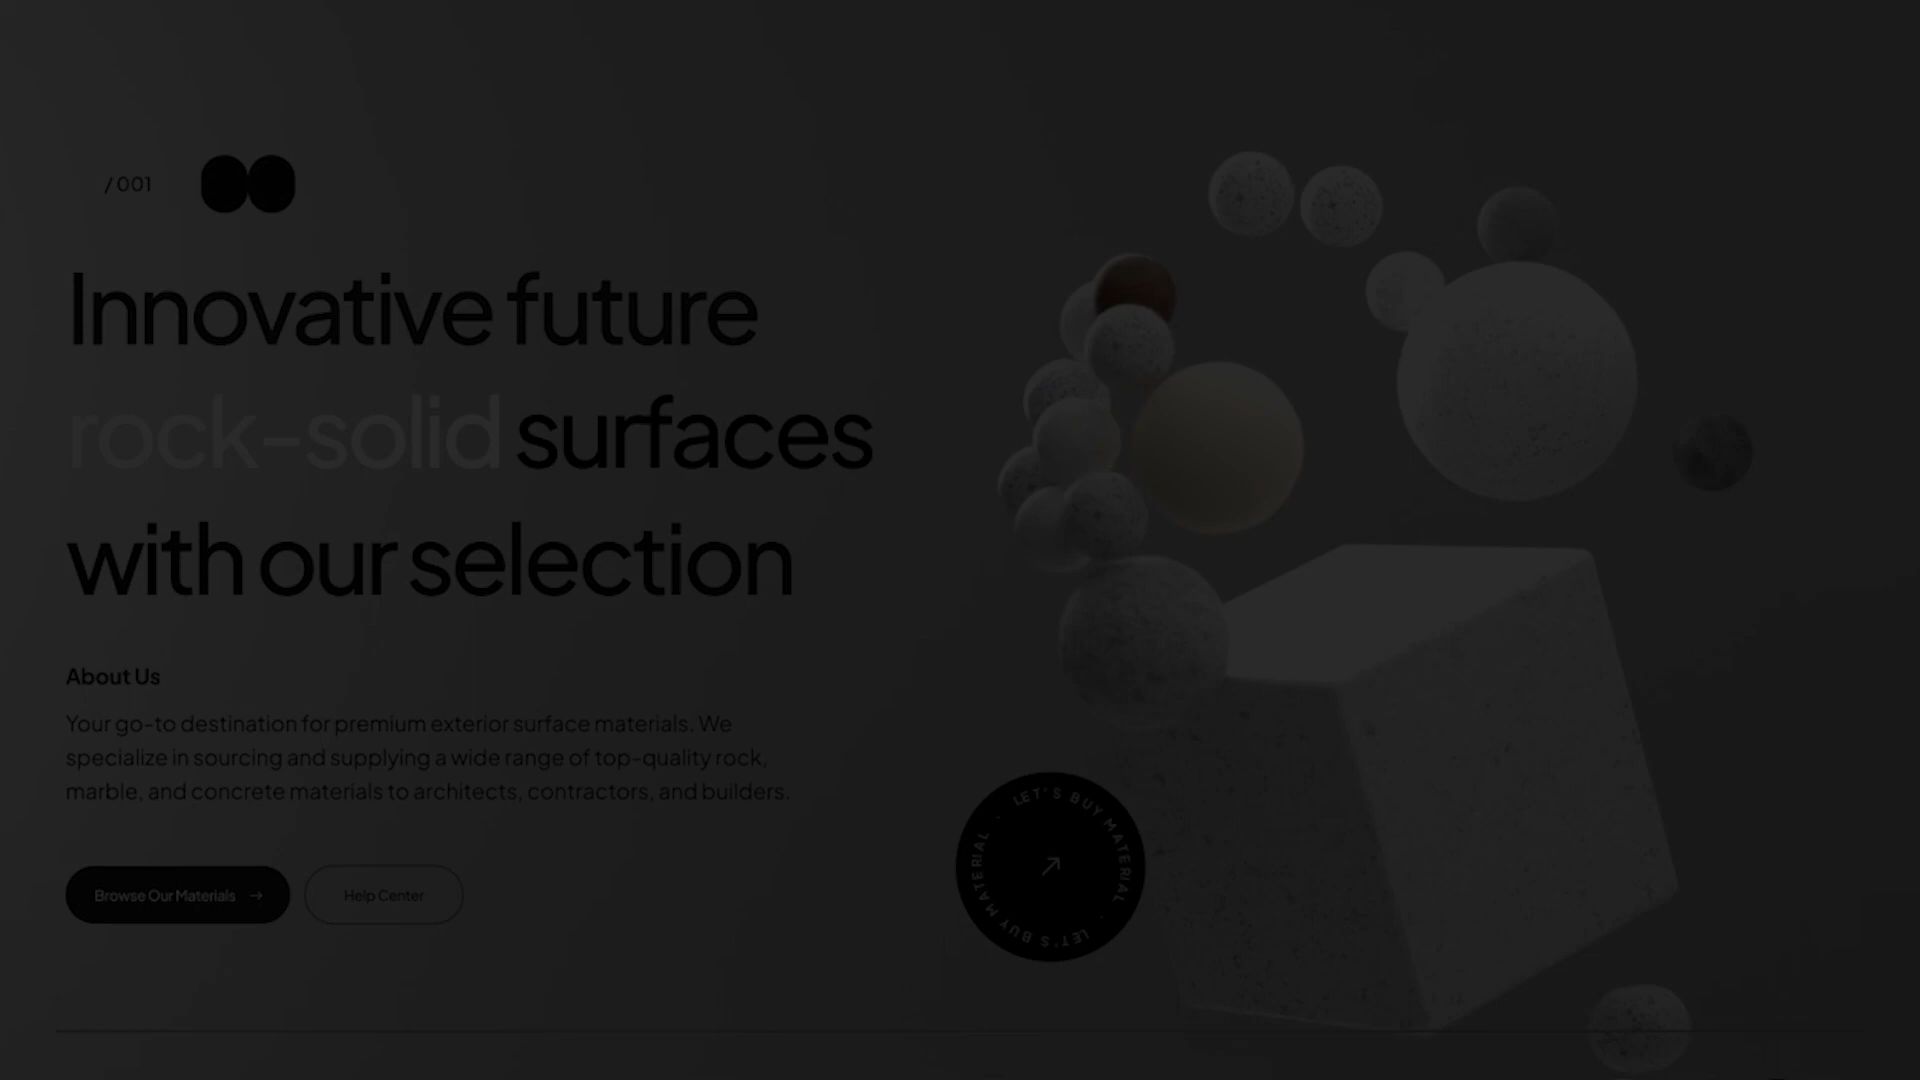 / 001
Innovative future
rock-solid surfaces
with our selection
About Us
Your go-to destination for premium exterior surface materials. We
specialize in sourcing and supplying a wide range of top-quality rock,
marble, and concrete materials to architects, contractors, and builders.
LET'S BUY MATERIAL · LET'S BUY MATERIAL ·
Browse Our Materials →
Help Center